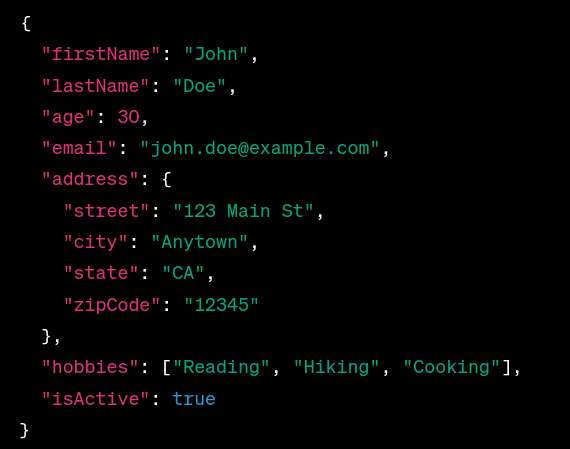 {
  "firstName": "John",
  "lastName": "Doe",
  "age": 30,
  "email": "john.doe@example.com",
  "address": {
    "street": "123 Main St",
    "city": "Anytown",
    "state": "CA",
    "zipCode": "12345"
  },
  "hobbies": ["Reading", "Hiking", "Cooking"],
  "isActive": true
}